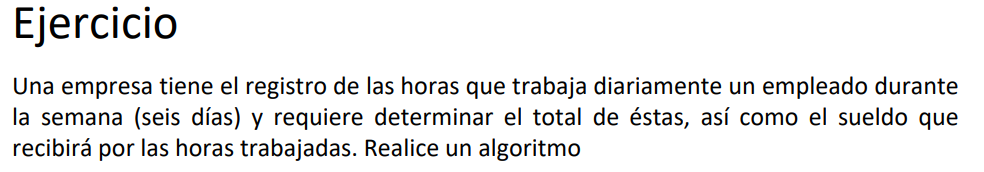 Ejercicio
Una empresa tiene el registro de las horas que trabaja diariamente un empleado durante
la semana (seis días) y requiere determinar el total de éstas, así como el sueldo que
recibirá por las horas trabajadas. Realice un algoritmo